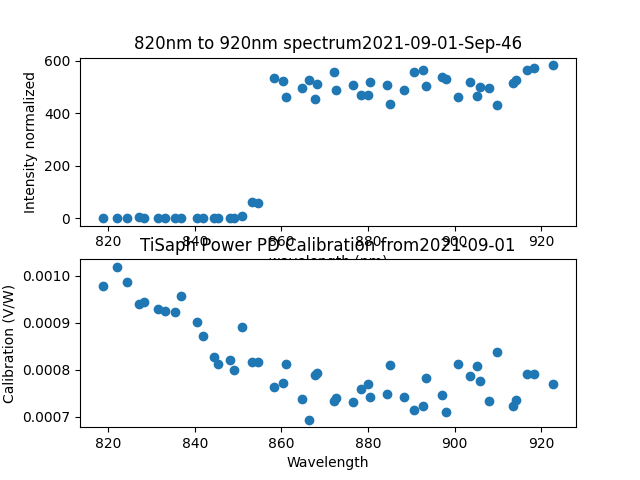 820nm to 920nm spectrum2021-09-01-Sep-46
600
400
200
0
Intensity normalized
820 840 860 880 900 920
wavelength (nm)
TiSaph Power PD Calibration from2021-09-01
0.0010
0.0009
0.0008
0.0007
Calibration (V/W)
820 840 860 880 900 920
Wavelength